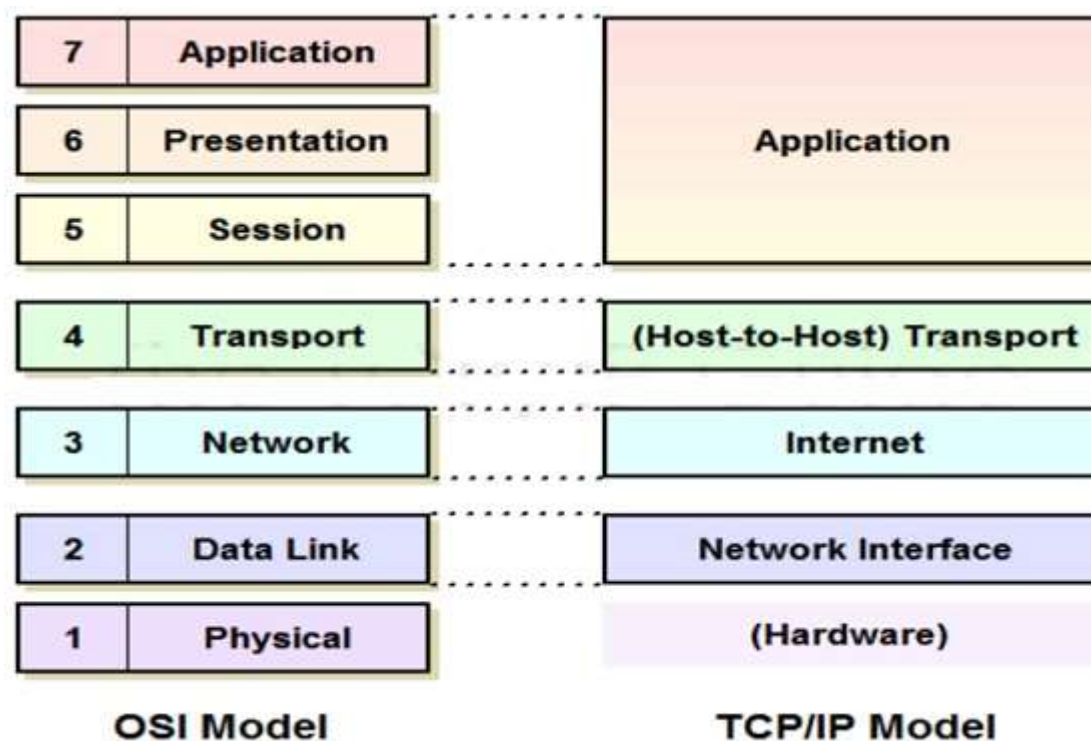 7 Application
6 Presentation
5 Session
Application
4 Transport
(Host-to-Host) Transport
3 Network
Internet
2 Data Link
Network Interface
1 Physical
(Hardware)
OSI Model
TCP/IP Model